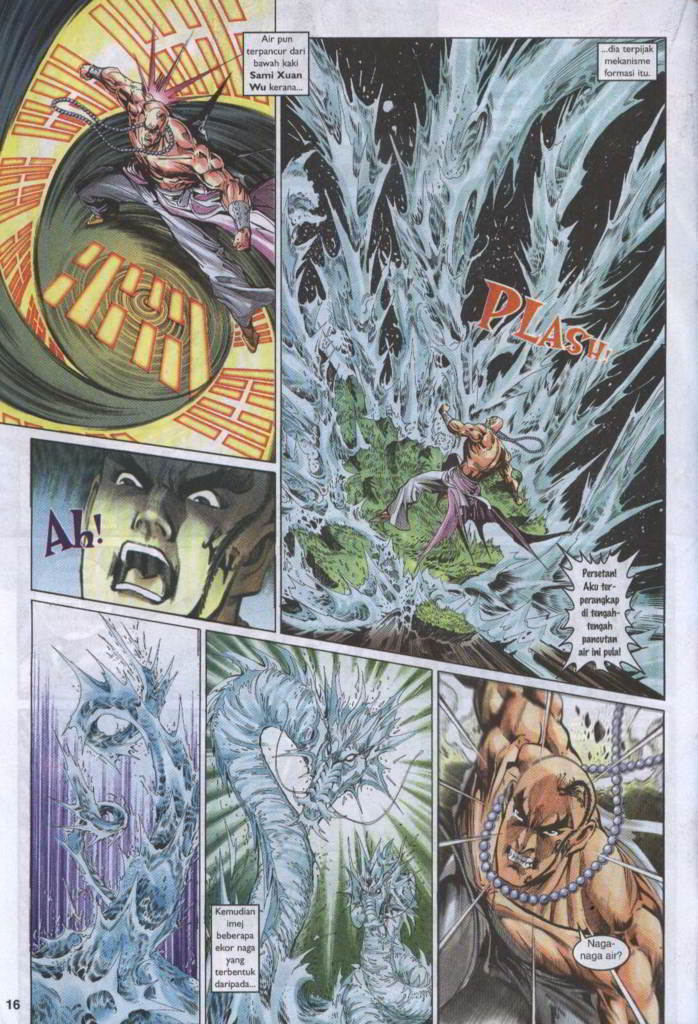 Air pun
terpancur dari
bawah kaki
Sami Xuan
Wu kerana...
...dia terpijak
mekanisme
formasi itu.
PLASH!
Ah!
Persetan!
Aku ter-
perangkap
di tengah-
tengah
pancutan
air ini pula!
Kemudian
imej
beberapa
ekor naga
yang
terbentuk
daripada...
Naga-
naga air?
16